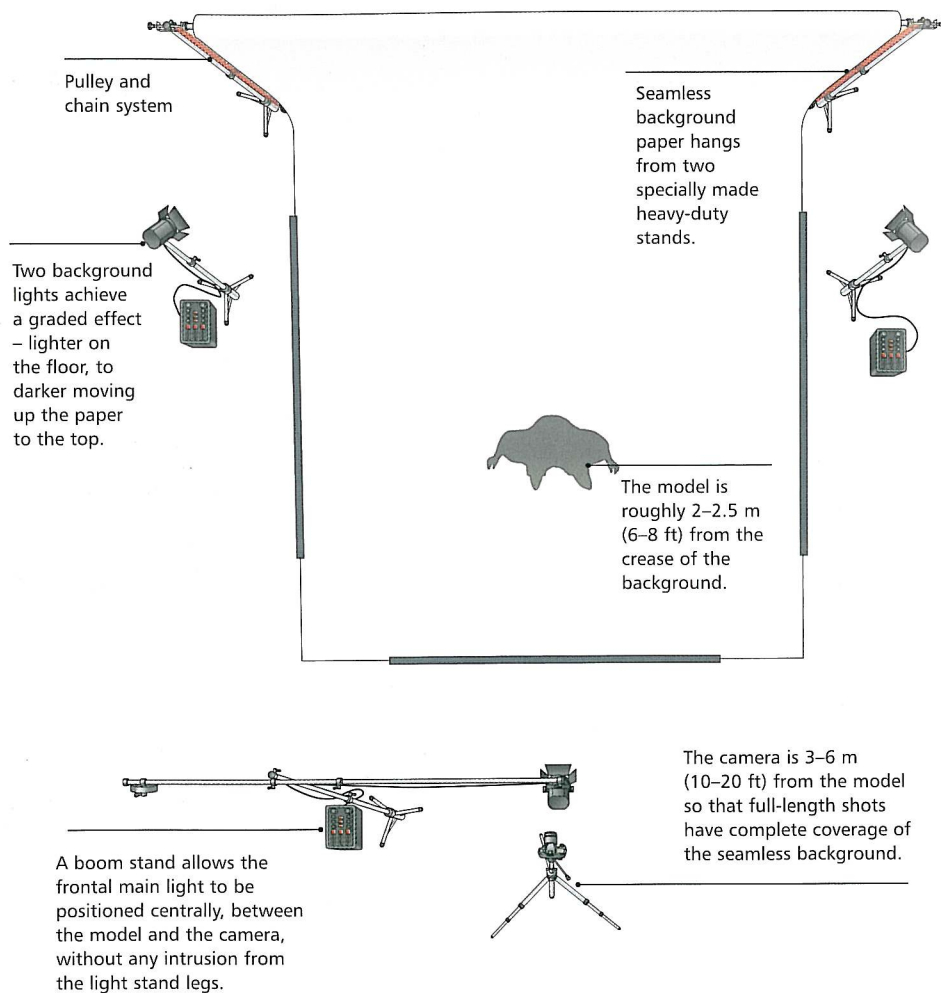 Pulley and
chain system
Seamless
background
paper hangs
from two
specially made
heavy-duty
stands.
Two background
lights achieve
a graded effect
– lighter on
the floor, to
darker moving
up the paper
to the top.
The model is
roughly 2–2.5 m
(6–8 ft) from the
crease of the
background.
The camera is 3–6 m
(10–20 ft) from the model
so that full-length shots
have complete coverage of
the seamless background.
A boom stand allows the
frontal main light to be
positioned centrally, between
the model and the camera,
without any intrusion from
the light stand legs.